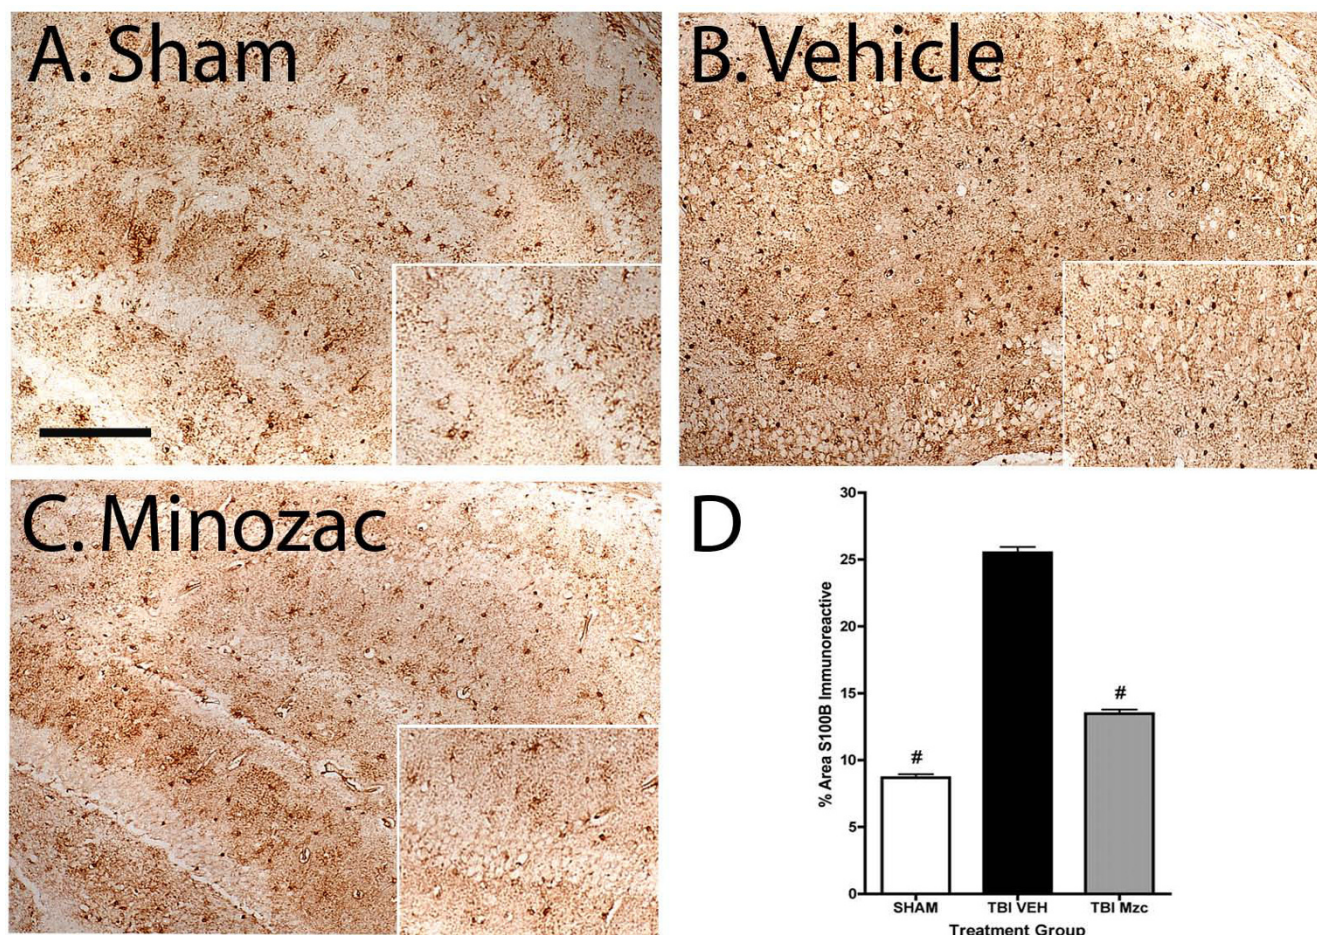 A. Sham
B. Vehicle
C. Minozac
D
30
25
20
15
10
5
0
% Area S100B Immunoreactive
#
#
SHAM
TBI VEH
TBI Mzc
Treatment Group